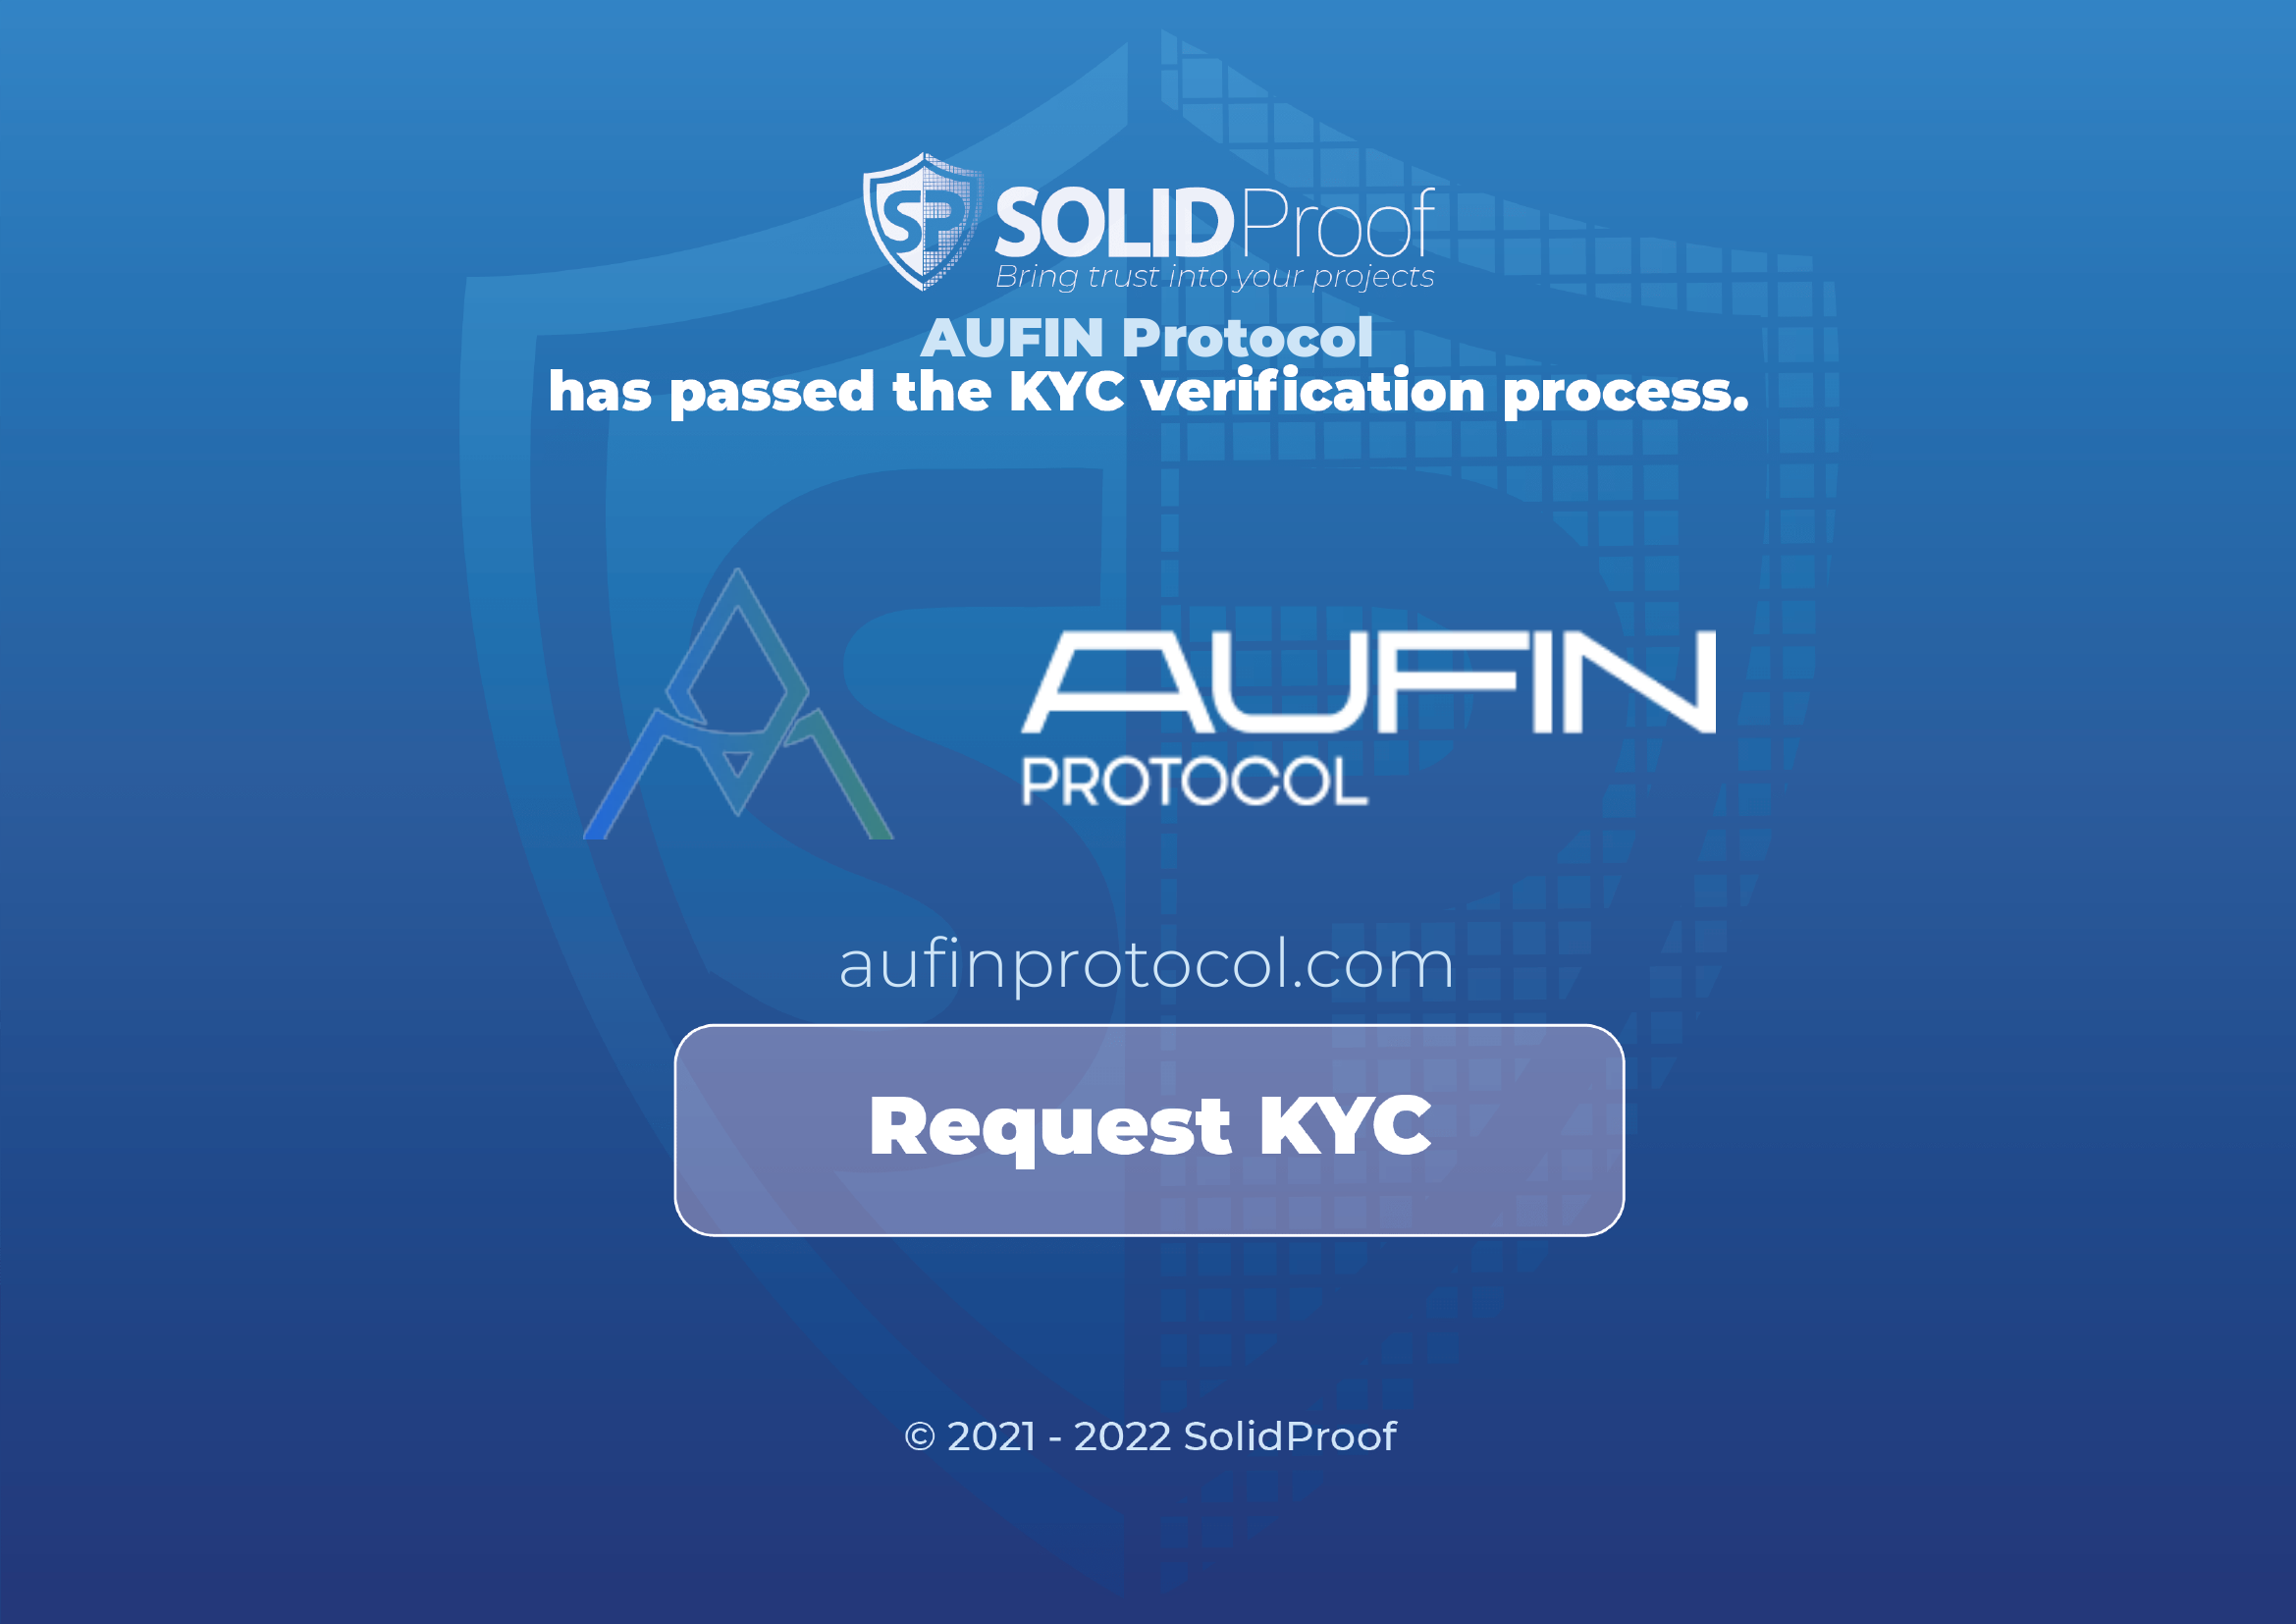 SP SOLIDProof
Bring trust into your projects
AUFIN Protocol
has passed the KYC verification process.
AUFIN
PROTOCOL
aufinprotocol.com
Request KYC
© 2021 - 2022 SolidProof